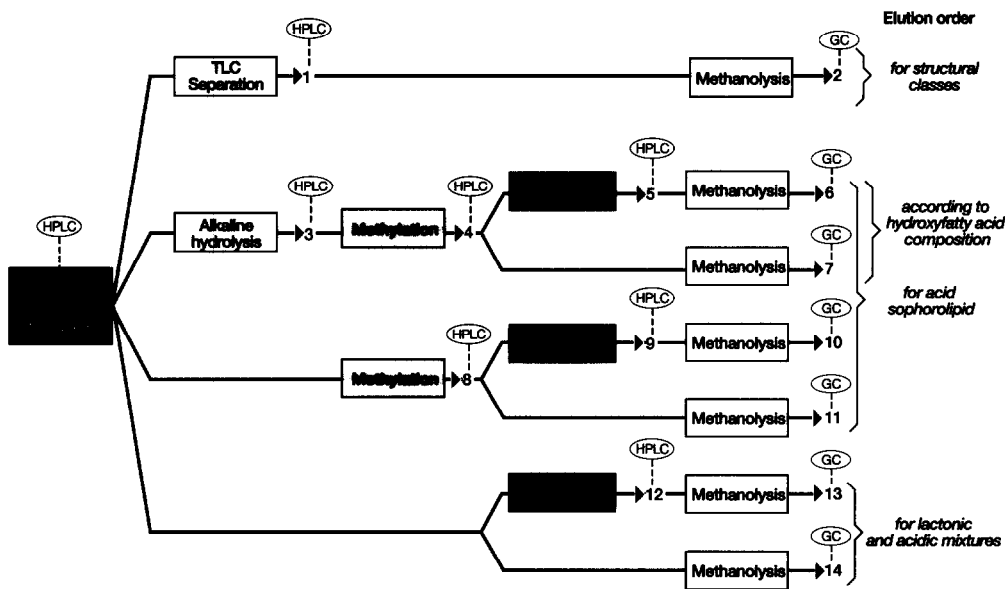 Elution order
HPLC
GC
TLC
Separation
1
Methanolysis
2
for structural
classes
HPLC
HPLC
HPLC
GC
HPLC
Alkaline
hydrolysis
3
Methylation
4
5
Methanolysis
6
according to
hydroxyfatty acid
composition
GC
Methanolysis
7
for acid
sophorolipid
HPLC
HPLC
GC
9
Methanolysis
10
Methylation
8
GC
Methanolysis
11
HPLC
GC
12
Methanolysis
13
for lactonic
and acidic mixtures
GC
Methanolysis
14